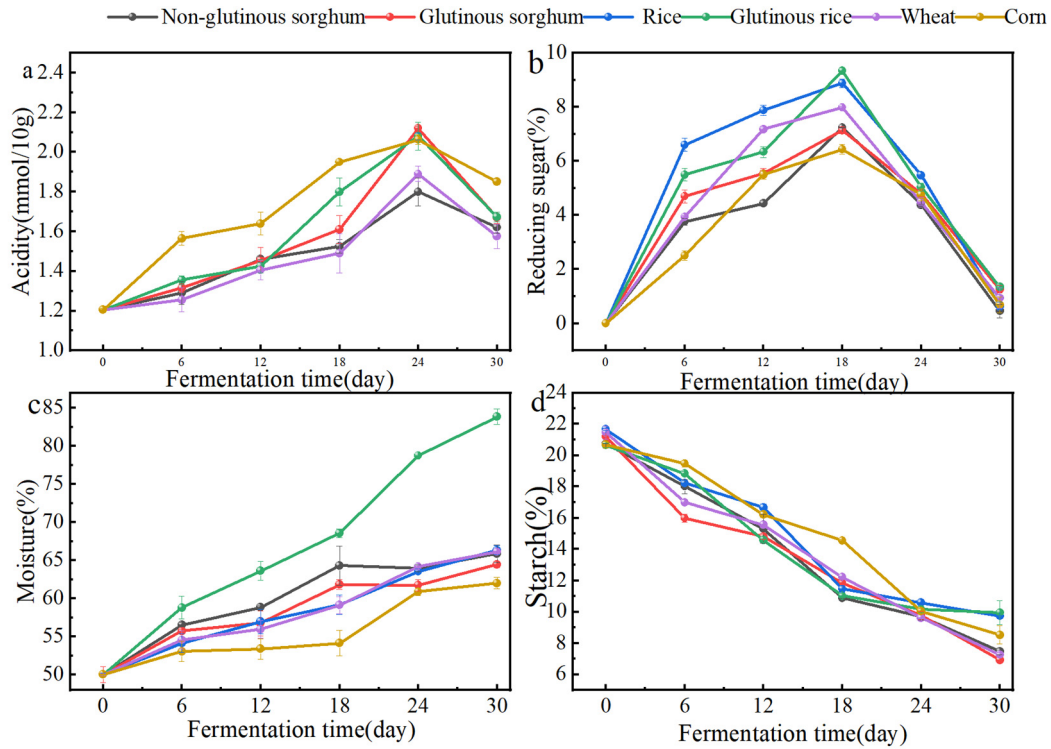 Non-glutinous sorghum Glutinous sorghum Rice Glutinous rice Wheat Corn
a
2.4
2.2
2.0
1.8
1.6
1.4
1.2
1.0
Acidity(mmol/10g)
0 6 12 18 24 30
Fermentation time(day)
b
10
8
6
4
2
0
Reducing sugar(%)
0 6 12 18 24 30
Fermentation time(day)
c
85
80
75
70
65
60
55
50
Moisture(%)
0 6 12 18 24 30
Fermentation time(day)
d
24
22
20
18
16
14
12
10
8
6
Starch(%)
0 6 12 18 24 30
Fermentation time(day)